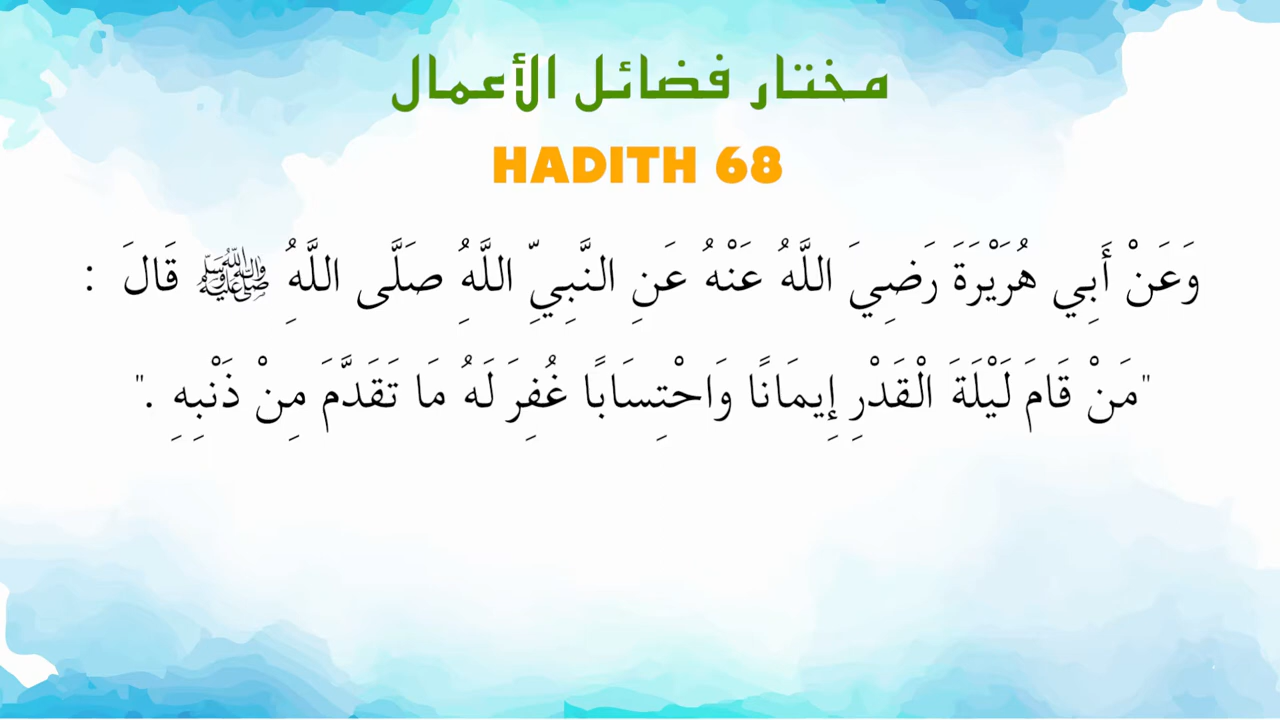 مختار فضائل الأعمال
HADITH 68
وَعَنْ أَبِي هُرَيْرَةَ رَضِيَ اللَّهُ عَنْهُ عَنِ النَّبِيِّ اللَّهُِ صَلَّى اللَّهُِ ﷺ قَالَ :
"مَنْ قَامَ لَيْلَةَ الْقَدْرِ إِيمَانًا وَاحْتِسَابًا غُفِرَ لَهُ مَا تَقَدَّمَ مِنْ ذَنْبِهِ ."